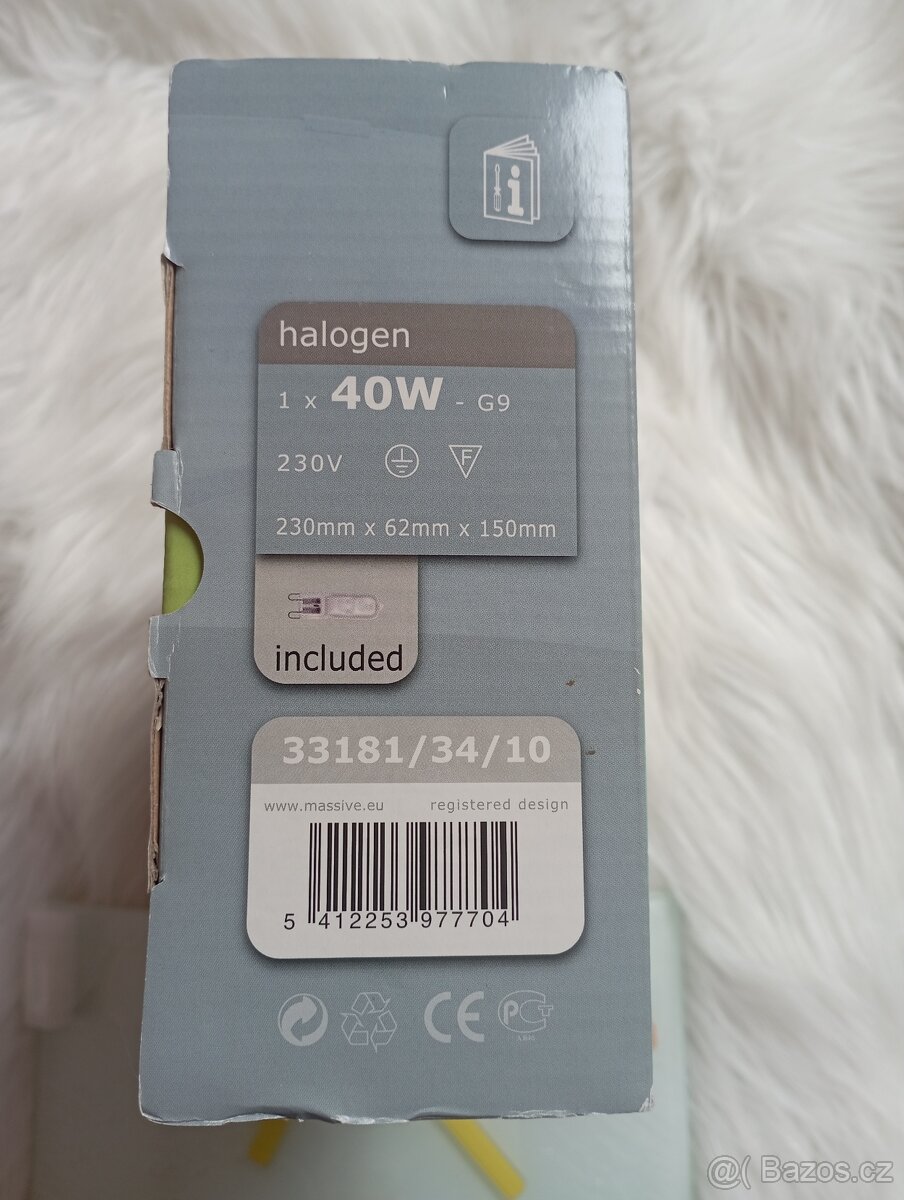 i
halogen
1 x 40W - G9
230V F
230mm x 62mm x 150mm
included
33181/34/10
www.massive.eu registered design
5 412253 977704
CE
@( Bazos.cz